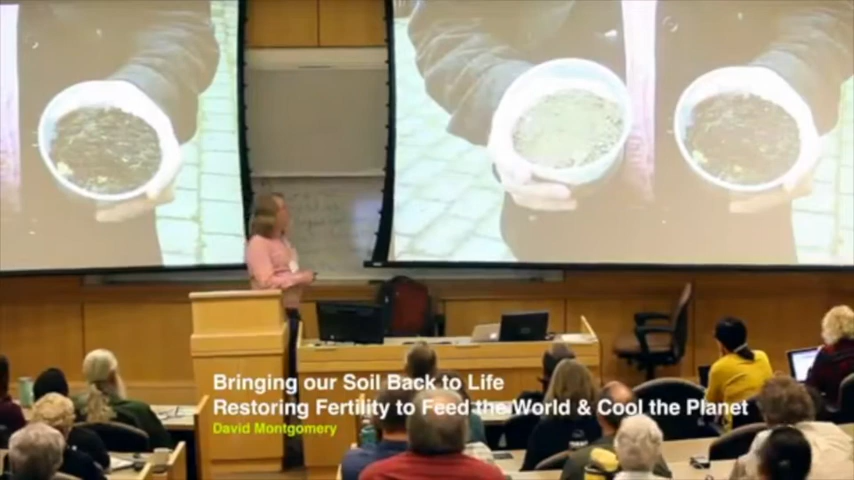 Bringing our Soil Back to Life
Restoring Fertility to Feed the World & Cool the Planet
David Montgomery